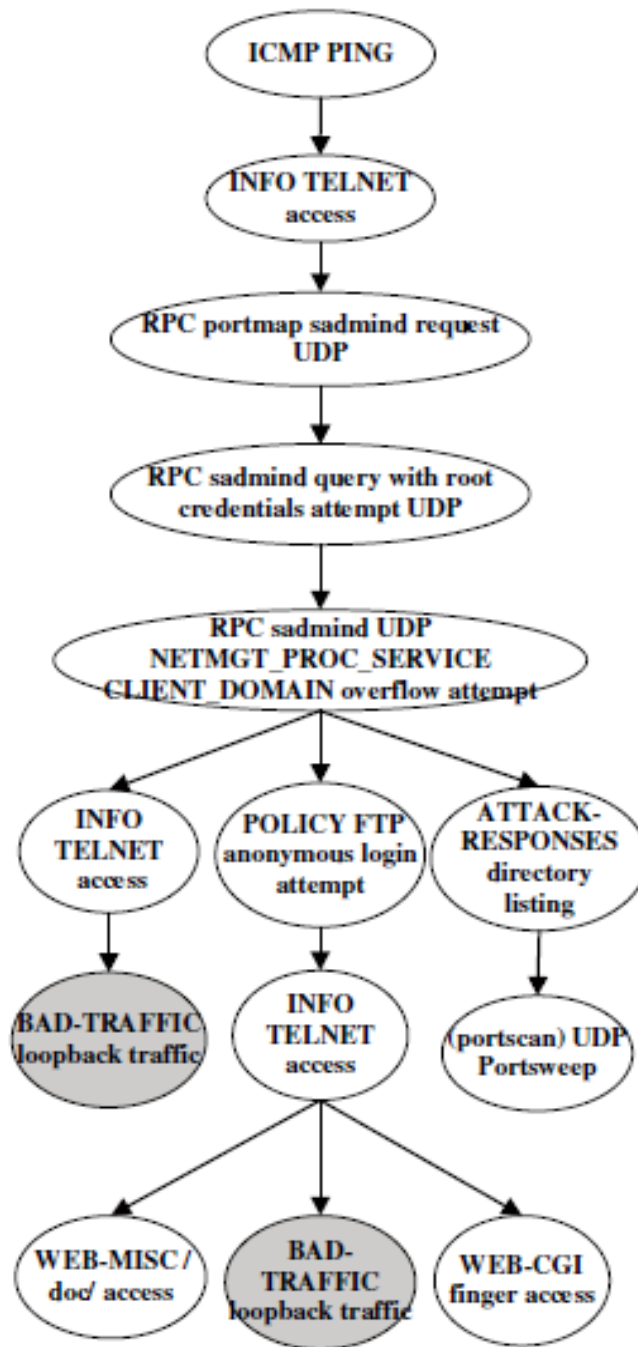 ICMP PING
INFO TELNET
access
RPC portmap sadmind request
UDP
RPC sadmind query with root
credentials attempt UDP
RPC sadmind UDP
NETMGT_PROC_SERVICE
CLIENT_DOMAIN overflow attempt
INFO
TELNET
access
POLICY FTP
anonymous login
attempt
ATTACK-
RESPONSES
directory
listing
BAD-TRAFFIC
loopback traffic
INFO
TELNET
access
(portscan) UDP
Portsweep
WEB-MISC /
doc/ access
BAD-
TRAFFIC
loopback traffic
WEB-CGI
finger access